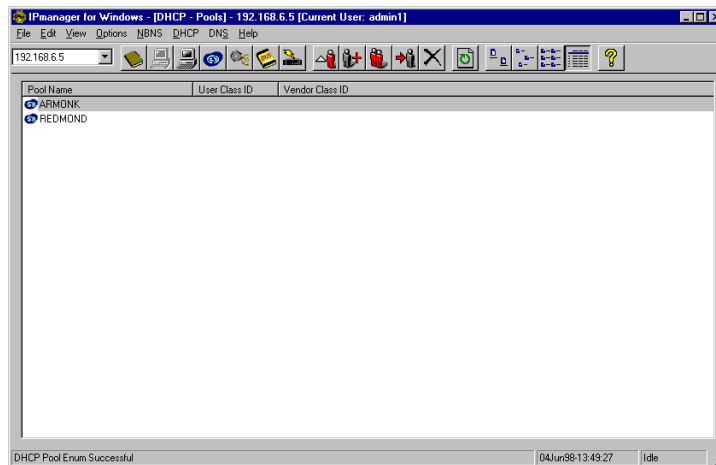 IPmanager for Windows - [DHCP - Pools] - 192.168.6.5 [Current User: admin1]
File Edit View Options NBNS DHCP DNS Help
192.168.6.5
Pool Name User Class ID Vendor Class ID
ARMONK
REDMOND
DHCP Pool Enum Successful 04Jun98-13:49:27 Idle